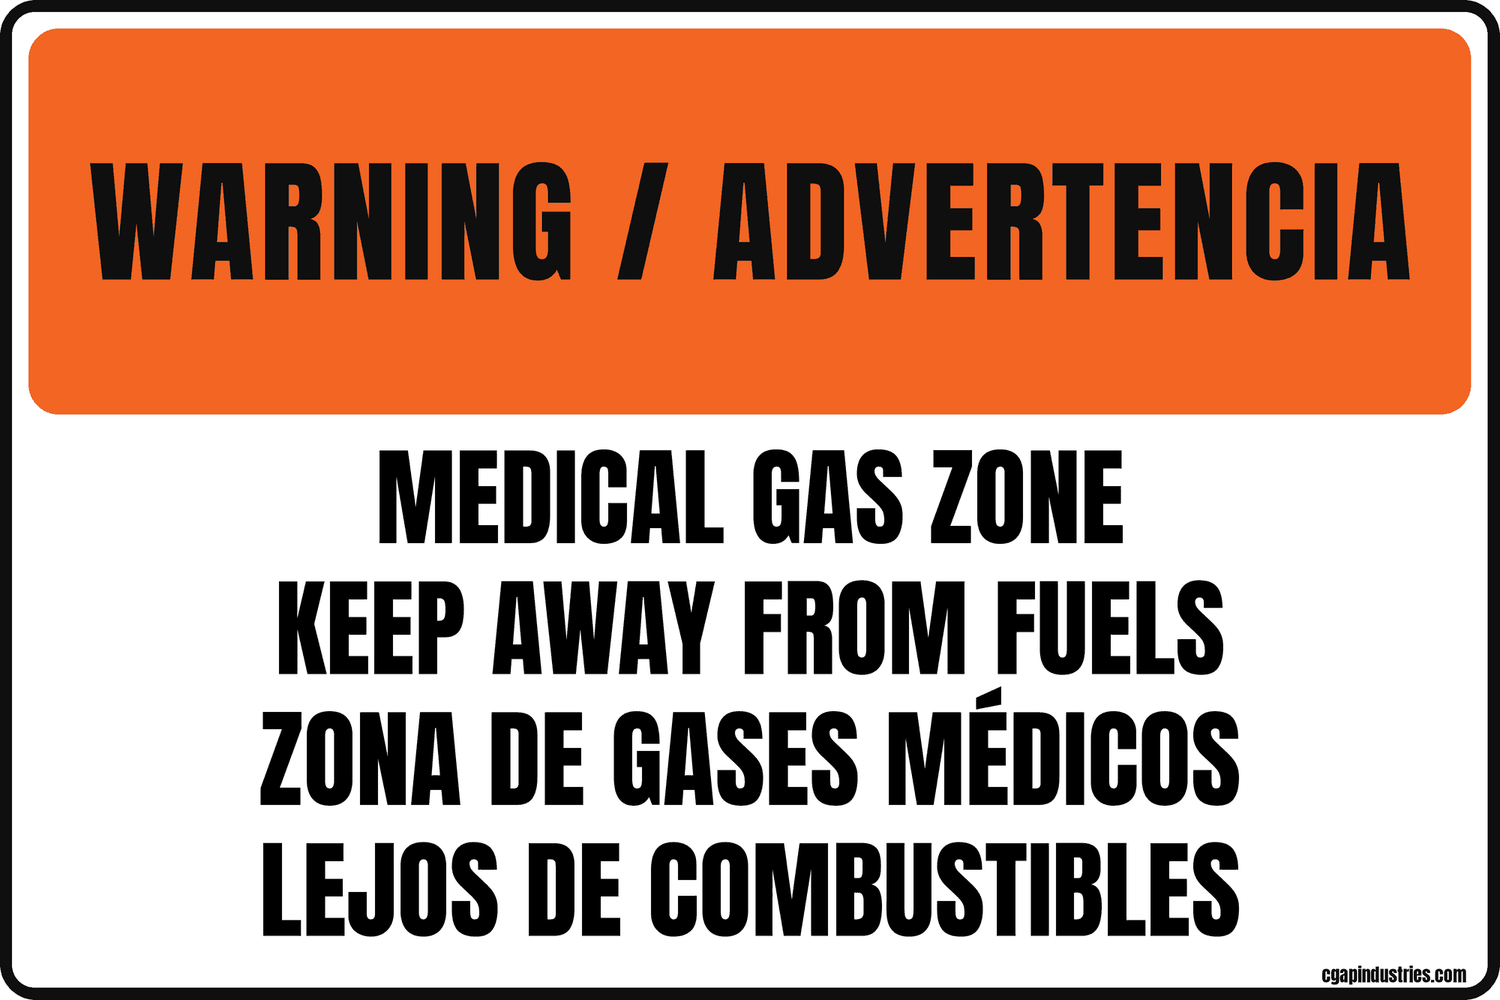 WARNING / ADVERTENCIA
MEDICAL GAS ZONE
KEEP AWAY FROM FUELS
ZONA DE GASES MÉDICOS
LEJOS DE COMBUSTIBLES
cgapindustries.com